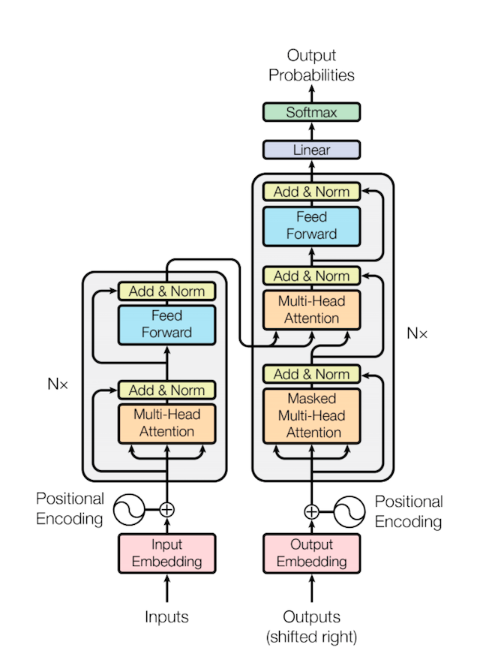 Output
Probabilities
Softmax
Linear
Add & Norm
Feed
Forward
Add & Norm
Multi-Head
Attention
Add & Norm
Masked
Multi-Head
Attention
N×
Add & Norm
Feed
Forward
Add & Norm
Multi-Head
Attention
N×
Positional
Encoding
Positional
Encoding
Input
Embedding
Output
Embedding
Inputs
Outputs
(shifted right)